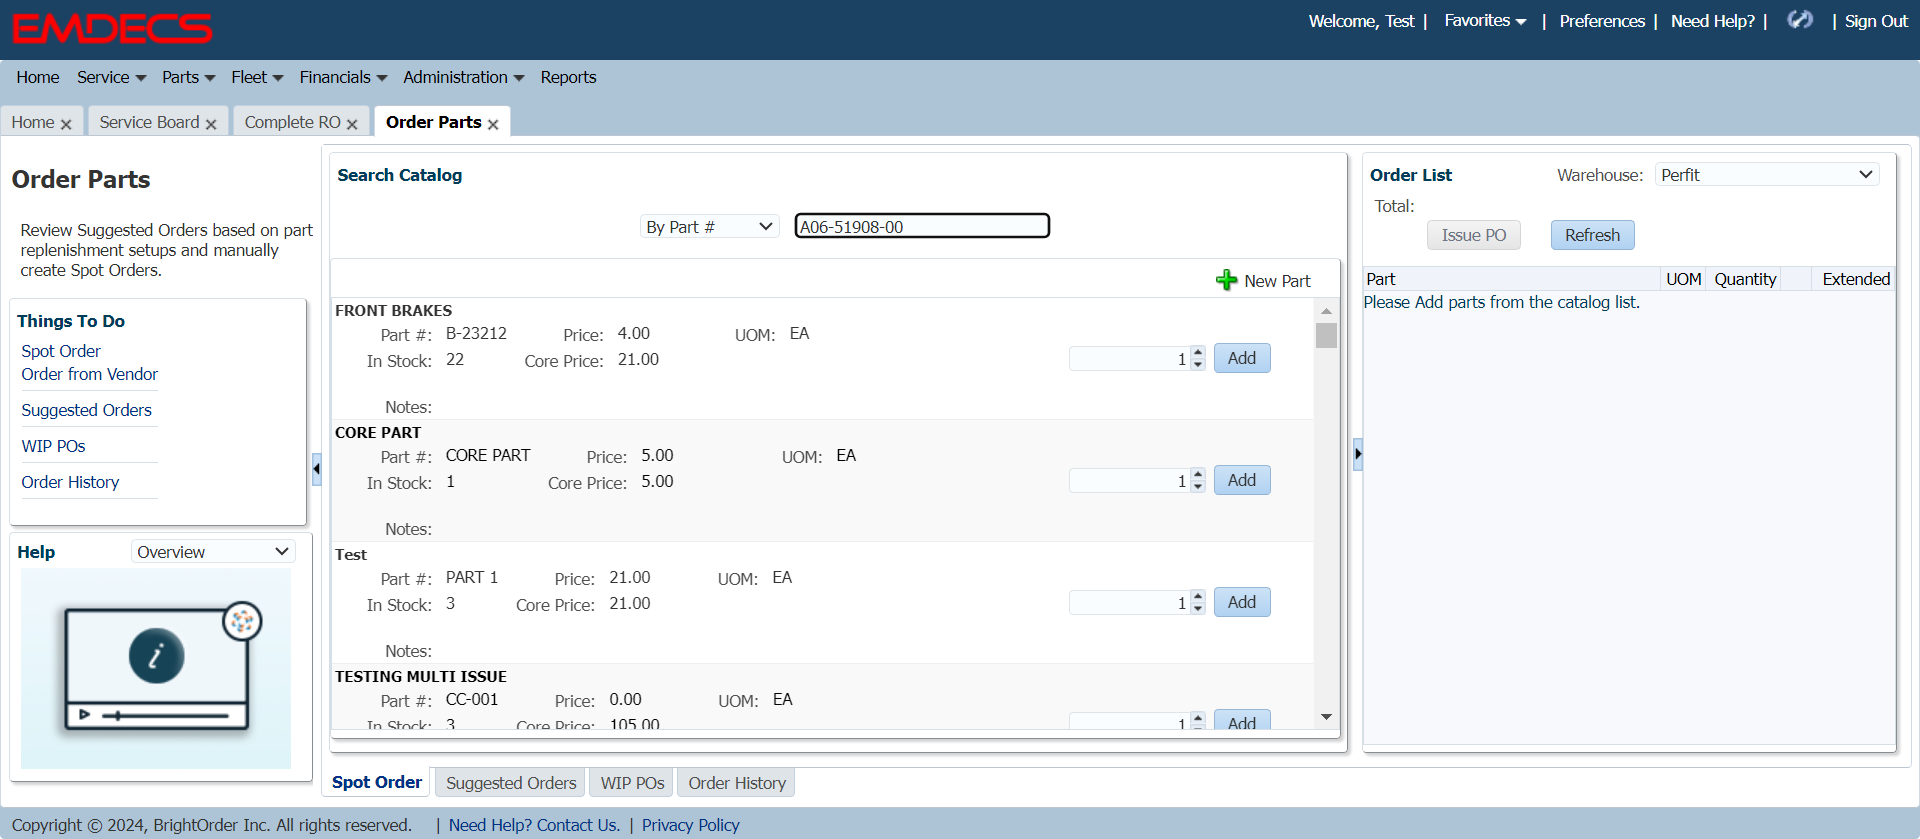 EMDECS
Welcome, Test | Favorites | Preferences | Need Help? | | Sign Out
Home Service Parts Fleet Financials Administration Reports
Home Service Board Complete RO Order Parts
Order Parts
Review Suggested Orders based on part
replenishment setups and manually
create Spot Orders.
Things To Do
Spot Order
Order from Vendor
Suggested Orders
WIP POs
Order History
Help Overview
i
Search Catalog
By Part # A06-51908-00
New Part
FRONT BRAKES
Part #: B-23212 Price: 4.00 UOM: EA
In Stock: 22 Core Price: 21.00 1 Add
Notes:
CORE PART
Part #: CORE PART Price: 5.00 UOM: EA
In Stock: 1 Core Price: 5.00 1 Add
Notes:
Test
Part #: PART 1 Price: 21.00 UOM: EA
In Stock: 3 Core Price: 21.00 1 Add
Notes:
TESTING MULTI ISSUE
Part #: CC-001 Price: 0.00 UOM: EA
In Stock: 3 Core Price: 105.00 1 Add
Order List Warehouse: Perfit
Total:
Issue PO Refresh
Part UOM Quantity Extended
Please Add parts from the catalog list.
Spot Order Suggested Orders WIP POs Order History
Copyright © 2024, BrightOrder Inc. All rights reserved. | Need Help? Contact Us. | Privacy Policy